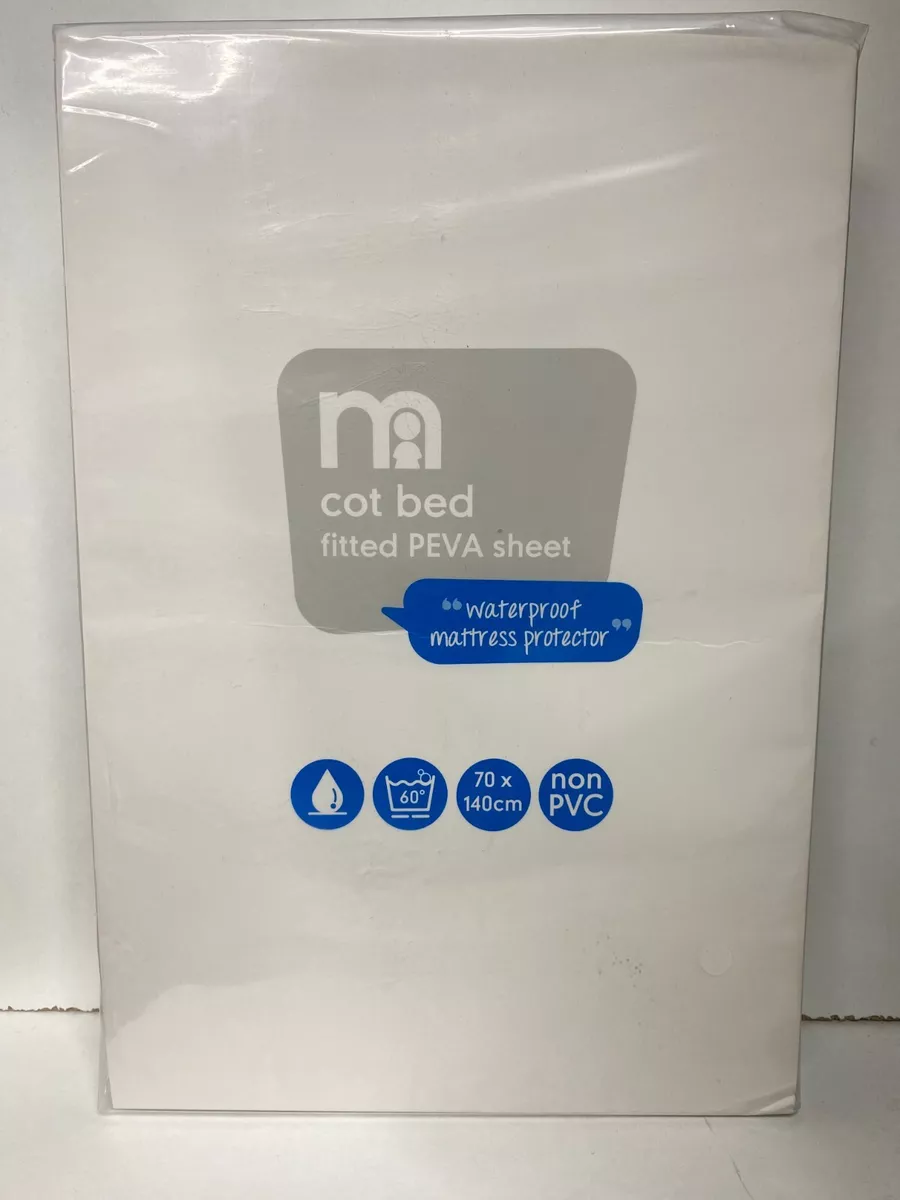 m
cot bed
fitted PEVA sheet
“waterproof
mattress protector”
60°
70 x
140cm
non
PVC